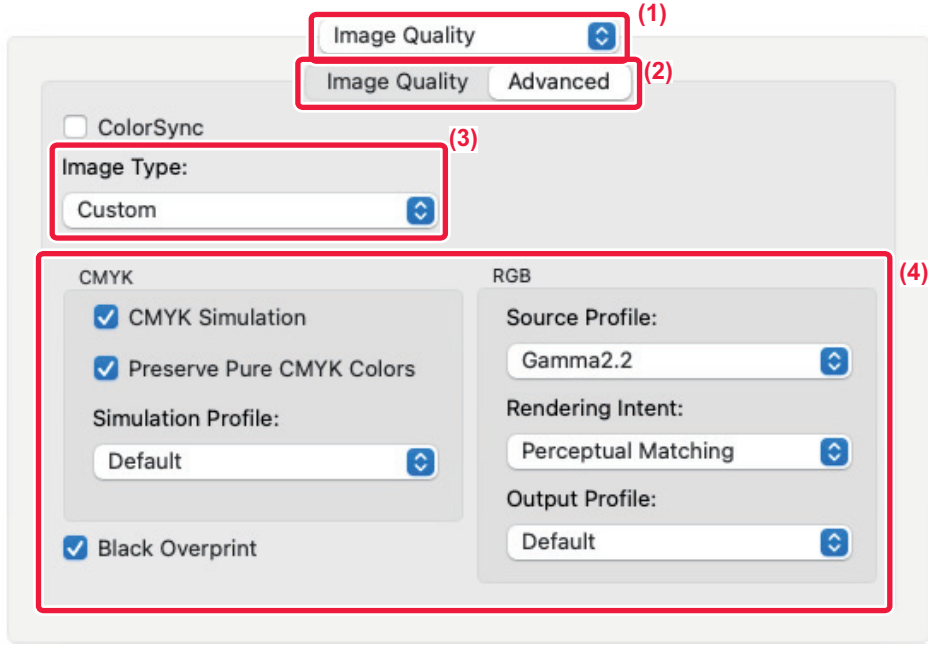 (1)
Image Quality
(2)
Image Quality Advanced
ColorSync
(3)
Image Type:
Custom
(4)
CMYK
CMYK Simulation
Preserve Pure CMYK Colors
Simulation Profile:
Default
Black Overprint
RGB
Source Profile:
Gamma2.2
Rendering Intent:
Perceptual Matching
Output Profile:
Default